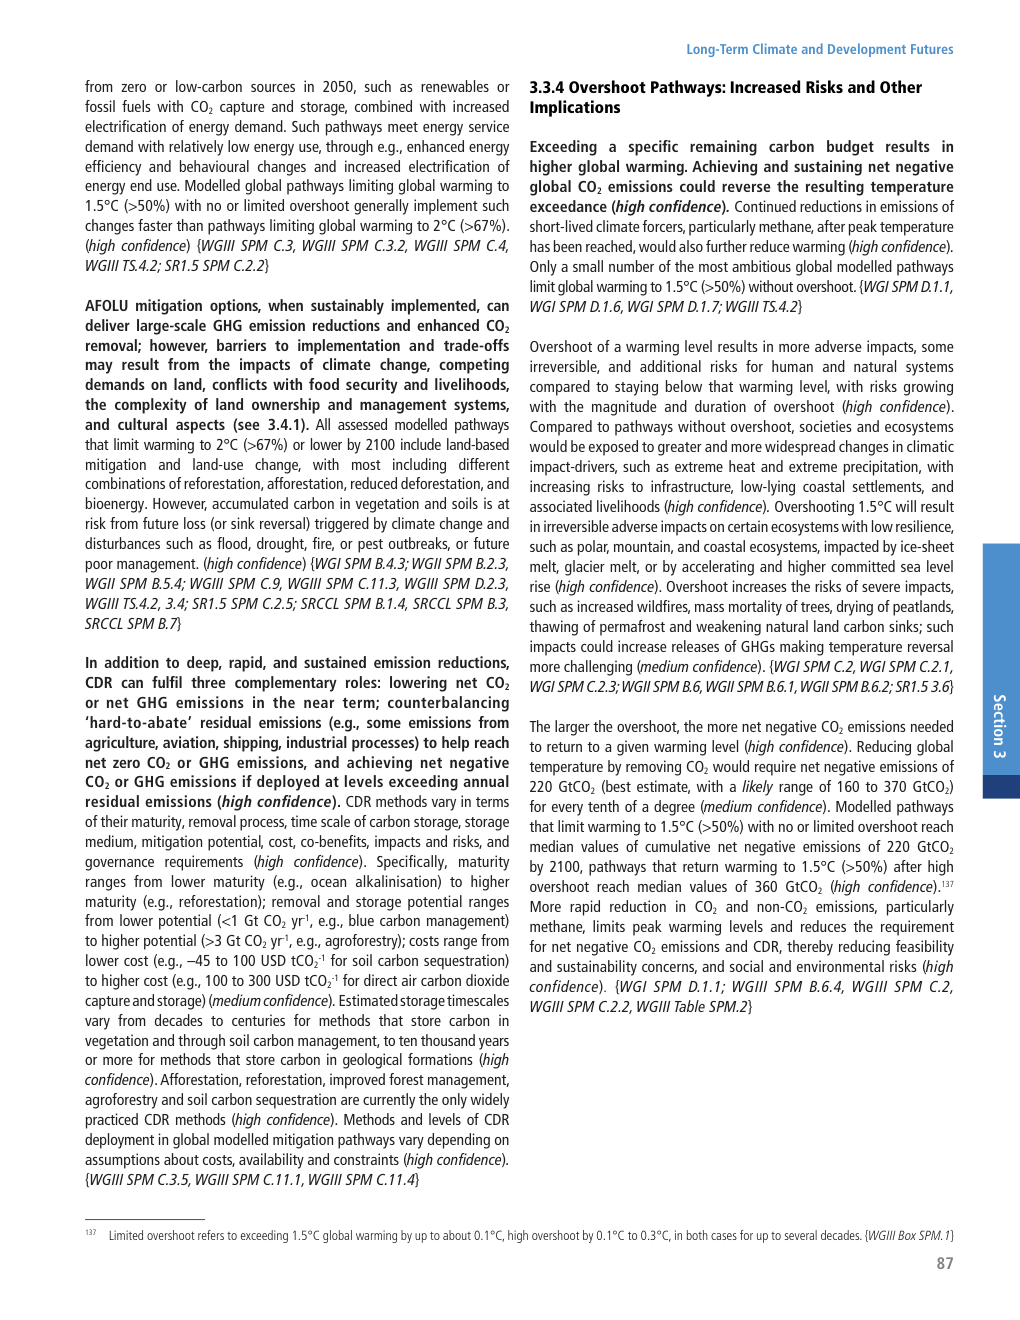 Long-Term Climate and Development Futures
from zero or low-carbon sources in 2050, such as renewables or
fossil fuels with CO₂ capture and storage, combined with increased
electrification of energy demand. Such pathways meet energy service
demand with relatively low energy use, through e.g., enhanced energy
efficiency and behavioural changes and increased electrification of
energy end use. Modelled global pathways limiting global warming to
1.5°C (>50%) with no or limited overshoot generally implement such
changes faster than pathways limiting global warming to 2°C (>67%).
(high confidence) {WGIII SPM C.3, WGIII SPM C.3.2, WGIII SPM C.4,
WGIII TS.4.2; SR1.5 SPM C.2.2}
AFOLU mitigation options, when sustainably implemented, can
deliver large-scale GHG emission reductions and enhanced CO₂
removal; however, barriers to implementation and trade-offs
may result from the impacts of climate change, competing
demands on land, conflicts with food security and livelihoods,
the complexity of land ownership and management systems,
and cultural aspects (see 3.4.1). All assessed modelled pathways
that limit warming to 2°C (>67%) or lower by 2100 include land-based
mitigation and land-use change, with most including different
combinations of reforestation, afforestation, reduced deforestation, and
bioenergy. However, accumulated carbon in vegetation and soils is at
risk from future loss (or sink reversal) triggered by climate change and
disturbances such as flood, drought, fire, or pest outbreaks, or future
poor management. (high confidence) {WGI SPM B.4.3; WGII SPM B.2.3,
WGII SPM B.5.4; WGIII SPM C.9, WGIII SPM C.11.3, WGIII SPM D.2.3,
WGIII TS.4.2, 3.4; SR1.5 SPM C.2.5; SRCCL SPM B.1.4, SRCCL SPM B.3,
SRCCL SPM B.7}
In addition to deep, rapid, and sustained emission reductions,
CDR can fulfil three complementary roles: lowering net CO₂
or net GHG emissions in the near term; counterbalancing
‘hard-to-abate’ residual emissions (e.g., some emissions from
agriculture, aviation, shipping, industrial processes) to help reach
net zero CO₂ or GHG emissions, and achieving net negative
CO₂ or GHG emissions if deployed at levels exceeding annual
residual emissions (high confidence). CDR methods vary in terms
of their maturity, removal process, time scale of carbon storage, storage
medium, mitigation potential, cost, co-benefits, impacts and risks, and
governance requirements (high confidence). Specifically, maturity
ranges from lower maturity (e.g., ocean alkalinisation) to higher
maturity (e.g., reforestation); removal and storage potential ranges
from lower potential (<1 Gt CO₂ yr⁻¹, e.g., blue carbon management)
to higher potential (>3 Gt CO₂ yr⁻¹, e.g., agroforestry); costs range from
lower cost (e.g., –45 to 100 USD tCO₂⁻¹ for soil carbon sequestration)
to higher cost (e.g., 100 to 300 USD tCO₂⁻¹ for direct air carbon dioxide
capture and storage) (medium confidence). Estimated storage timescales
vary from decades to centuries for methods that store carbon in
vegetation and through soil carbon management, to ten thousand years
or more for methods that store carbon in geological formations (high
confidence). Afforestation, reforestation, improved forest management,
agroforestry and soil carbon sequestration are currently the only widely
practiced CDR methods (high confidence). Methods and levels of CDR
deployment in global modelled mitigation pathways vary depending on
assumptions about costs, availability and constraints (high confidence).
{WGIII SPM C.3.5, WGIII SPM C.11.1, WGIII SPM C.11.4}
3.3.4 Overshoot Pathways: Increased Risks and Other
Implications
Exceeding a specific remaining carbon budget results in
higher global warming. Achieving and sustaining net negative
global CO₂ emissions could reverse the resulting temperature
exceedance (high confidence). Continued reductions in emissions of
short-lived climate forcers, particularly methane, after peak temperature
has been reached, would also further reduce warming (high confidence).
Only a small number of the most ambitious global modelled pathways
limit global warming to 1.5°C (>50%) without overshoot. {WGI SPM D.1.1,
WGI SPM D.1.6, WGI SPM D.1.7; WGIII TS.4.2}
Overshoot of a warming level results in more adverse impacts, some
irreversible, and additional risks for human and natural systems
compared to staying below that warming level, with risks growing
with the magnitude and duration of overshoot (high confidence).
Compared to pathways without overshoot, societies and ecosystems
would be exposed to greater and more widespread changes in climatic
impact-drivers, such as extreme heat and extreme precipitation, with
increasing risks to infrastructure, low-lying coastal settlements, and
associated livelihoods (high confidence). Overshooting 1.5°C will result
in irreversible adverse impacts on certain ecosystems with low resilience,
such as polar, mountain, and coastal ecosystems, impacted by ice-sheet
melt, glacier melt, or by accelerating and higher committed sea level
rise (high confidence). Overshoot increases the risks of severe impacts,
such as increased wildfires, mass mortality of trees, drying of peatlands,
thawing of permafrost and weakening natural land carbon sinks; such
impacts could increase releases of GHGs making temperature reversal
more challenging (medium confidence). {WGI SPM C.2, WGI SPM C.2.1,
WGI SPM C.2.3; WGII SPM B.6, WGII SPM B.6.1, WGII SPM B.6.2; SR1.5 3.6}
The larger the overshoot, the more net negative CO₂ emissions needed
to return to a given warming level (high confidence). Reducing global
temperature by removing CO₂ would require net negative emissions of
220 GtCO₂ (best estimate, with a likely range of 160 to 370 GtCO₂)
for every tenth of a degree (medium confidence). Modelled pathways
that limit warming to 1.5°C (>50%) with no or limited overshoot reach
median values of cumulative net negative emissions of 220 GtCO₂
by 2100, pathways that return warming to 1.5°C (>50%) after high
overshoot reach median values of 360 GtCO₂ (high confidence).¹³⁷
More rapid reduction in CO₂ and non-CO₂ emissions, particularly
methane, limits peak warming levels and reduces the requirement
for net negative CO₂ emissions and CDR, thereby reducing feasibility
and sustainability concerns, and social and environmental risks (high
confidence). {WGI SPM D.1.1; WGIII SPM B.6.4, WGIII SPM C.2,
WGIII SPM C.2.2, WGIII Table SPM.2}
Section 3
137 Limited overshoot refers to exceeding 1.5°C global warming by up to about 0.1°C, high overshoot by 0.1°C to 0.3°C, in both cases for up to several decades. {WGIII Box SPM.1}
87